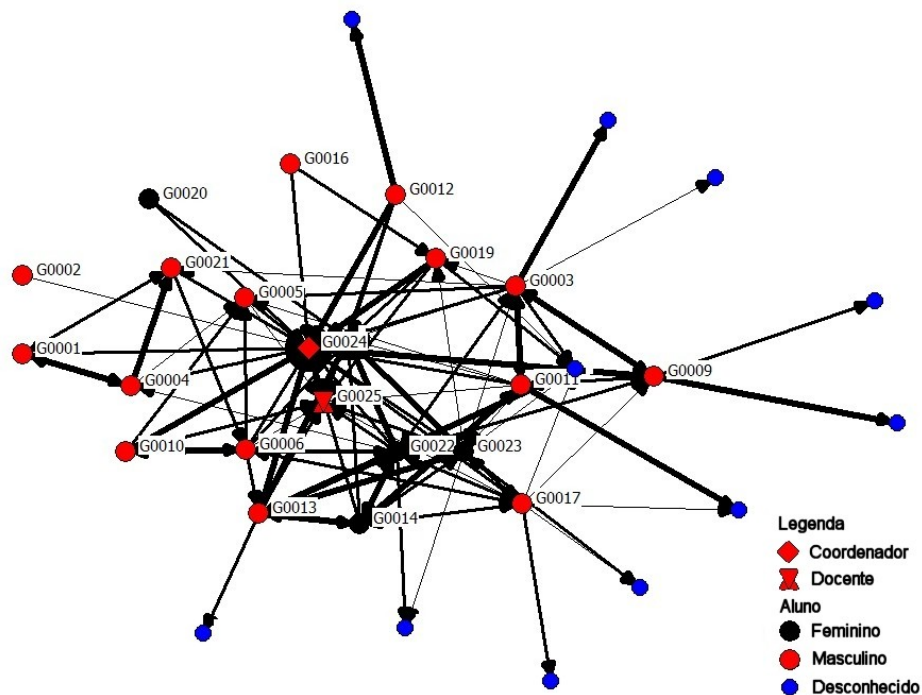 G0016
G0020
G0012
G0021
G0019
G0002
G0005
G0003
G0024
G0001
G0004
G0011
G0009
G0025
G0010
G0006
G0022
G0023
G0017
G0013
G0014
Legenda
Coordenador
Docente
Aluno
Feminino
Masculino
Desconhecido